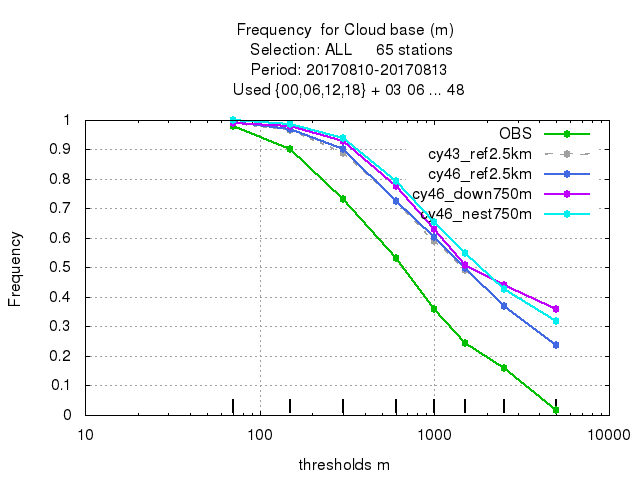 Frequency  for Cloud base (m)
Selection: ALL     65 stations
Period: 20170810-20170813
Used {00,06,12,18} + 03 06 ... 48
1
0.9
0.8
0.7
0.6
0.5
0.4
0.3
0.2
0.1
0
Frequency
OBS
cy43_ref2.5km
cy46_ref2.5km
cy46_down750m
cy46_nest750m
10
100
1000
10000
thresholds m